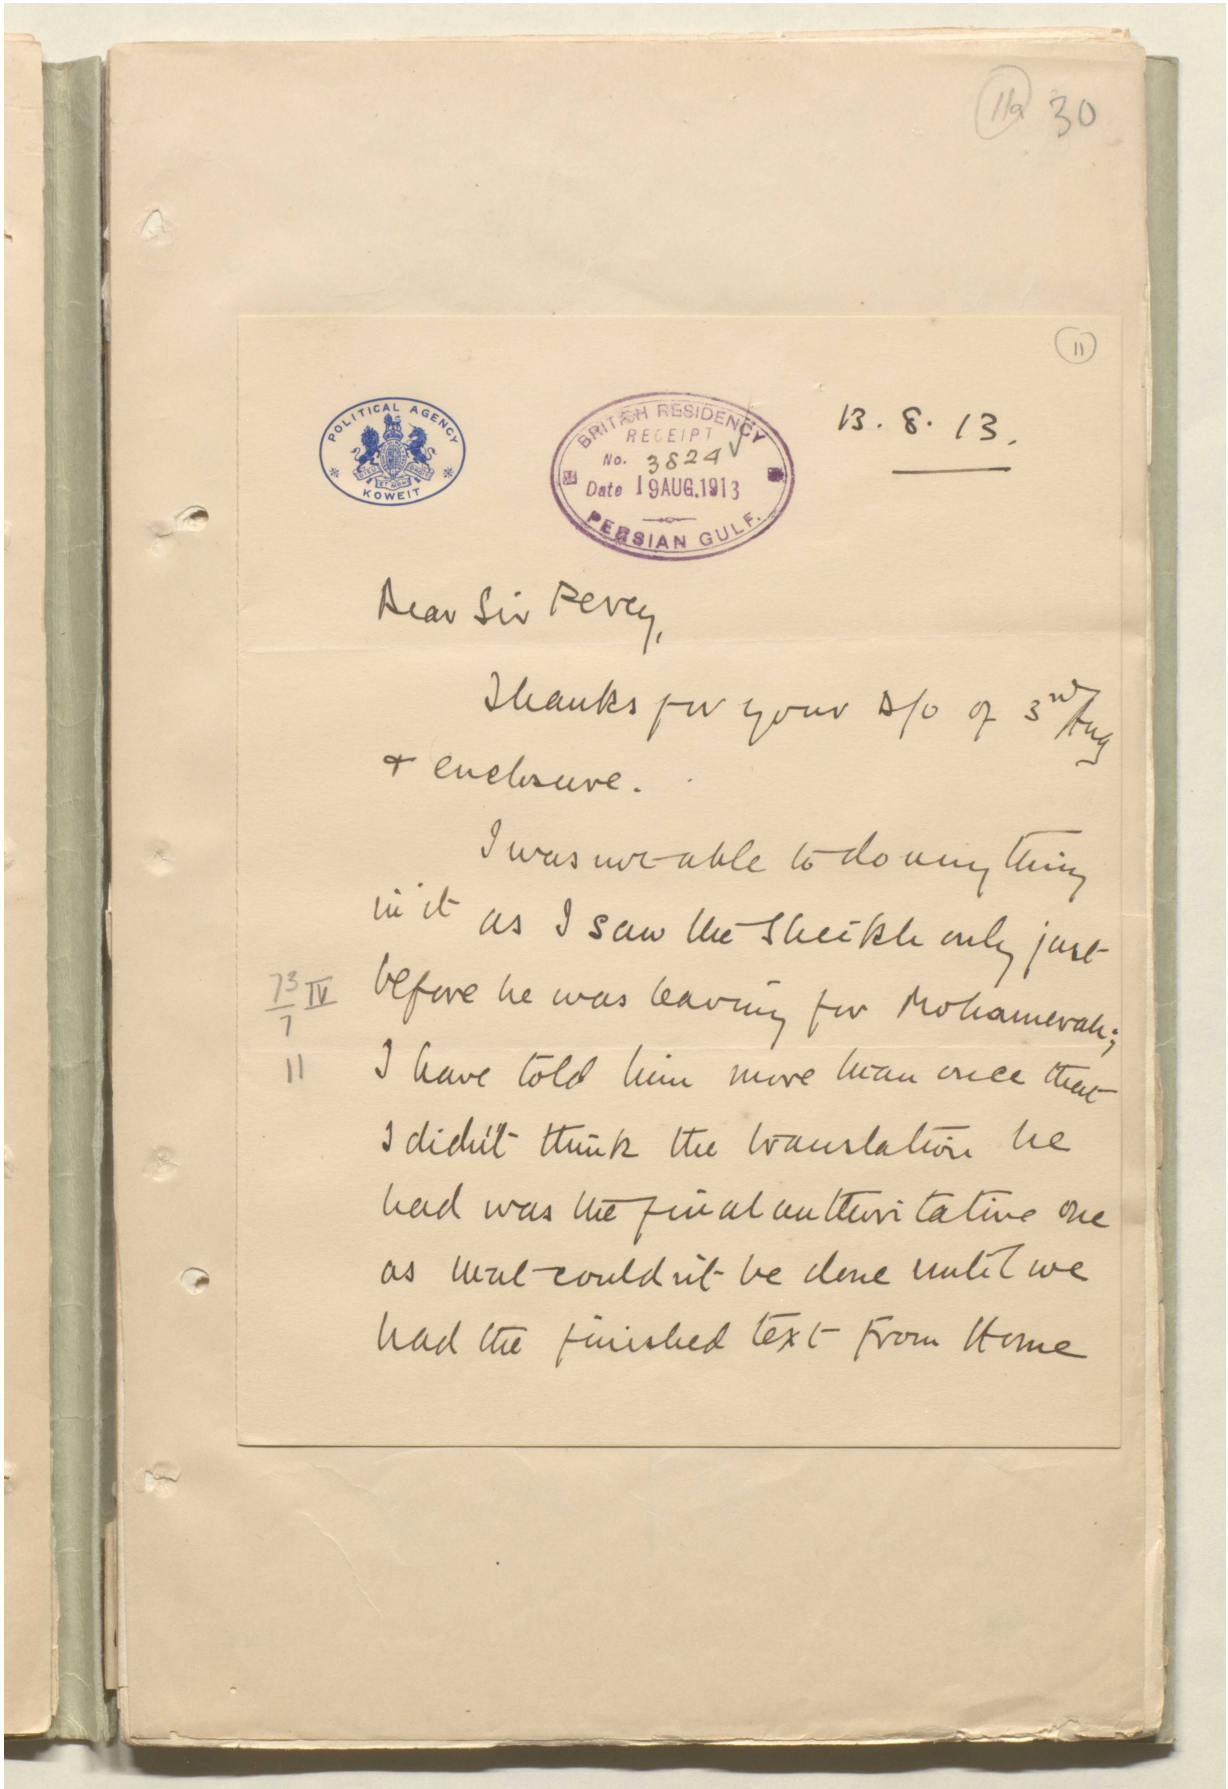 11a 30
11
POLITICAL AGENCY
KOWEIT
BRITISH RESIDENCY
RECEIPT
No. 3824
Date 19 AUG. 1913
PERSIAN GULF.
13. 8. 13.
Dear Sir Percy,
Thanks for your D/O of 3rd Aug
& enclosure.
I was not able to do anything
in it as I saw the Sheikh only just
before he was leaving for Mohamerah;
73/7 IV
11
I have told him more than once that
I didn't think the translation he
had was the final authoritative one
as that couldn't be done until we
had the finished text from Home